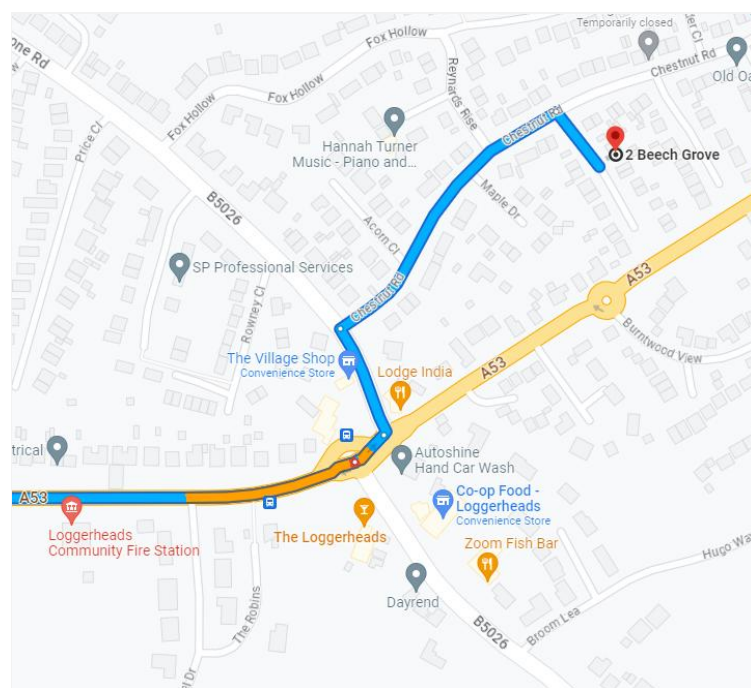 Temporarily closed
Fox Hollow
Chestnut Rd
Old Oa
Reynards Rise
one Rd
Fox Hollow
Price Cl
Fox Hollow
Hannah Turner
Music - Piano and...
Chestnut Rd
2 Beech Grove
B5026
Maple Dr
Acorn Cl
SP Professional Services
A53
Rowney Cl
Chestnut Rd
Burntwood View
The Village Shop
Convenience Store
Lodge India
A53
trical
Autoshine
Hand Car Wash
A53
Co-op Food -
Loggerheads
Convenience Store
Loggerheads
Community Fire Station
The Loggerheads
Zoom Fish Bar
Hugo Wa
Dayrend
The Robins
B5026
Broom Lea